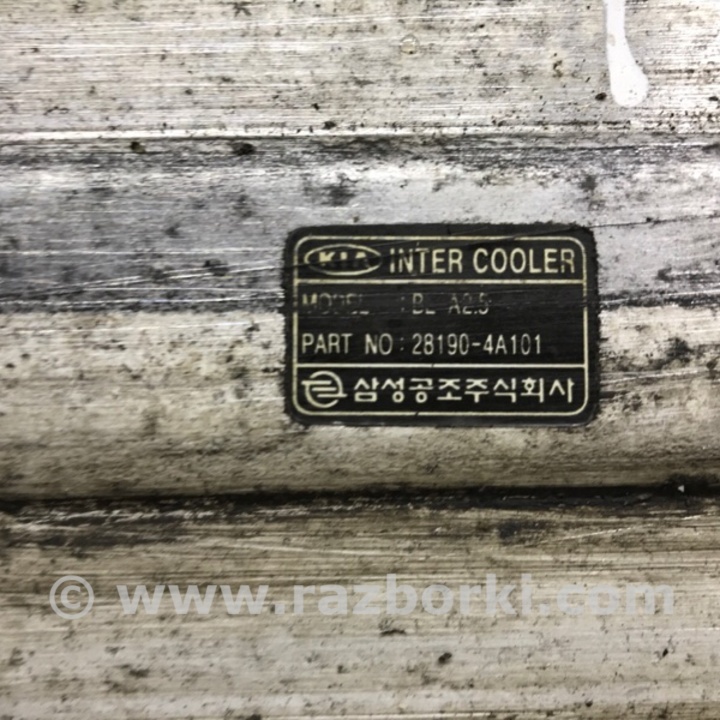 KIA INTER COOLER
MODEL : BL A2.5
PART NO : 28190-4A101
삼성공조주식회사
© www.razborki.com